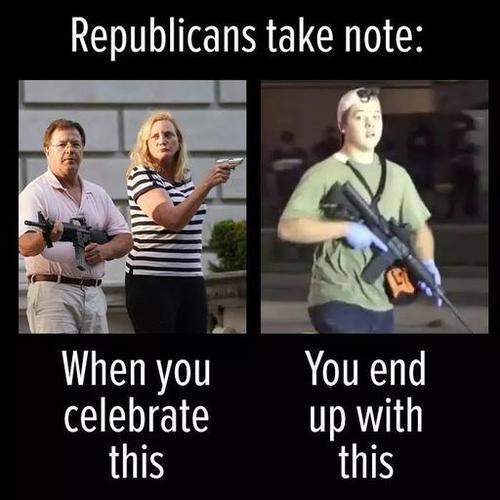 Republicans take note:
When you
celebrate
this
You end
up with
this